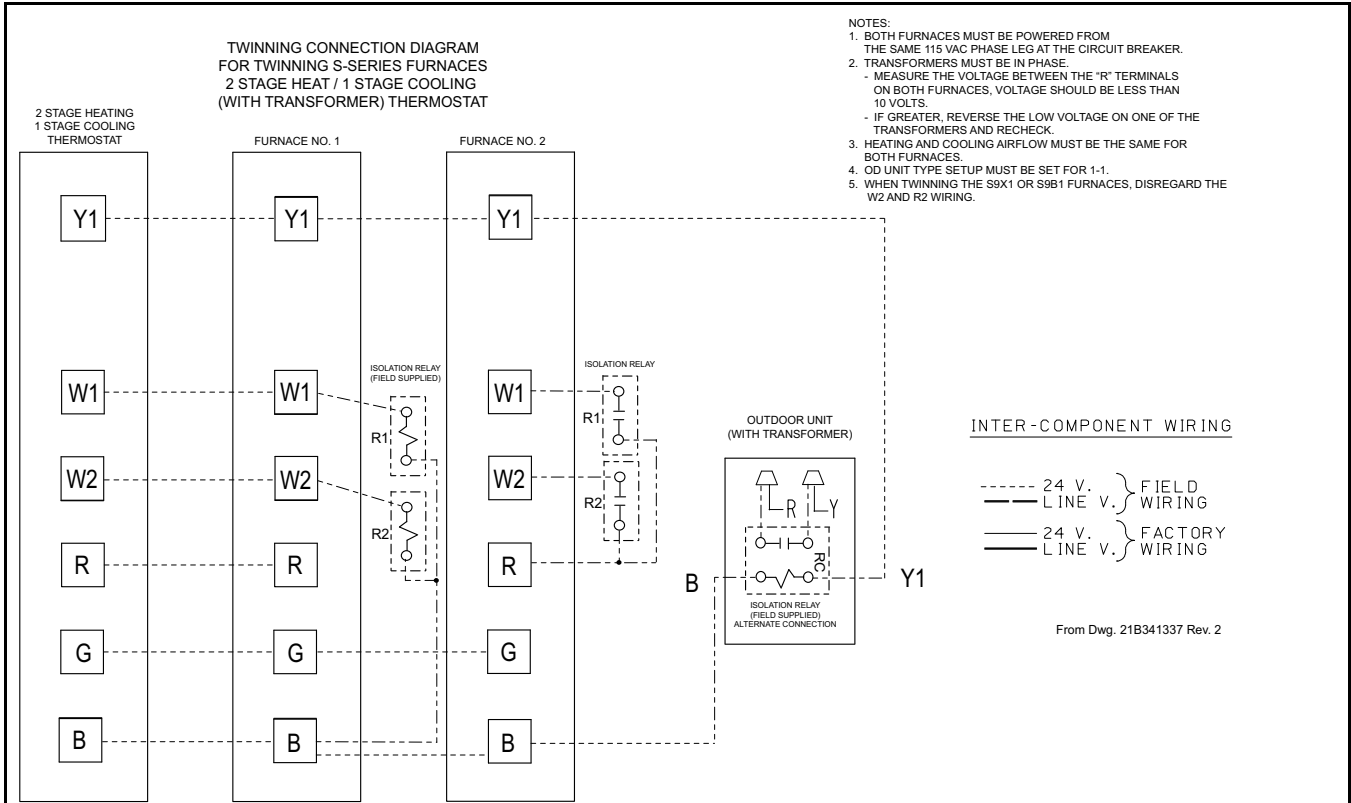 TWINNING CONNECTION DIAGRAM
FOR TWINNING S-SERIES FURNACES
2 STAGE HEAT / 1 STAGE COOLING
(WITH TRANSFORMER) THERMOSTAT
NOTES:
1. BOTH FURNACES MUST BE POWERED FROM
THE SAME 115 VAC PHASE LEG AT THE CIRCUIT BREAKER.
2. TRANSFORMERS MUST BE IN PHASE.
- MEASURE THE VOLTAGE BETWEEN THE “R” TERMINALS
ON BOTH FURNACES, VOLTAGE SHOULD BE LESS THAN
10 VOLTS.
- IF GREATER, REVERSE THE LOW VOLTAGE ON ONE OF THE
TRANSFORMERS AND RECHECK.
3. HEATING AND COOLING AIRFLOW MUST BE THE SAME FOR
BOTH FURNACES.
4. OD UNIT TYPE SETUP MUST BE SET FOR 1-1.
5. WHEN TWINNING THE S9X1 OR S9B1 FURNACES, DISREGARD THE
W2 AND R2 WIRING.
2 STAGE HEATING
1 STAGE COOLING
THERMOSTAT
Y1
W1
W2
R
G
B
FURNACE NO. 1
Y1
W1
W2
R
G
B
ISOLATION RELAY
(FIELD SUPPLIED)
R1
R2
FURNACE NO. 2
Y1
W1
W2
R
G
B
ISOLATION RELAY
R1
R2
OUTDOOR UNIT
(WITH TRANSFORMER)
R
Y
RC
B
Y1
ISOLATION RELAY
(FIELD SUPPLIED)
ALTERNATE CONNECTION
INTER-COMPONENT WIRING
24 V.
LINE V.
FIELD
WIRING
24 V.
LINE V.
FACTORY
WIRING
From Dwg. 21B341337 Rev. 2